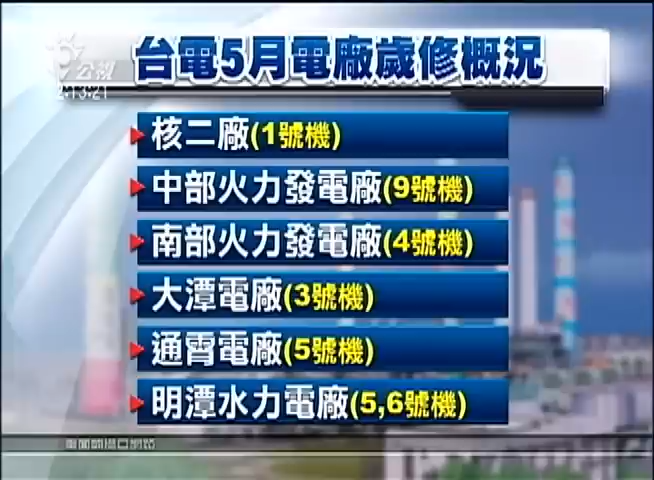 台電5月電廠歲修概況
公視
2:13:21
核二廠(1號機)
中部火力發電廠(9號機)
南部火力發電廠(4號機)
大潭電廠(3號機)
通霄電廠(5號機)
明潭水力電廠(5,6號機)